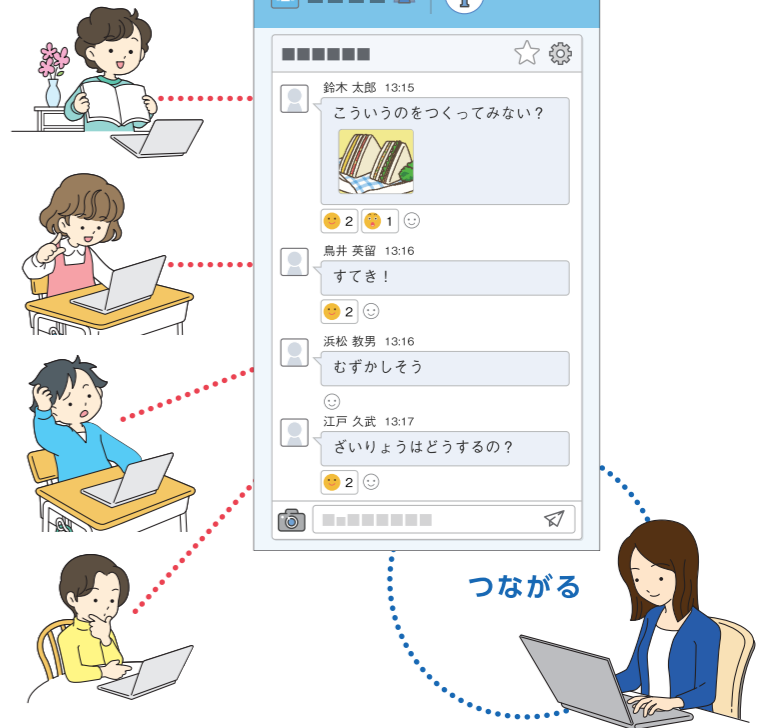 鈴木 太郎 13:15
こういうのをつくってみない？
2 1
鳥井 英留 13:16
すてき！
2
浜松 教男 13:16
むずかしそう
江戸 久武 13:17
ざいりょうはどうするの？
2
つながる